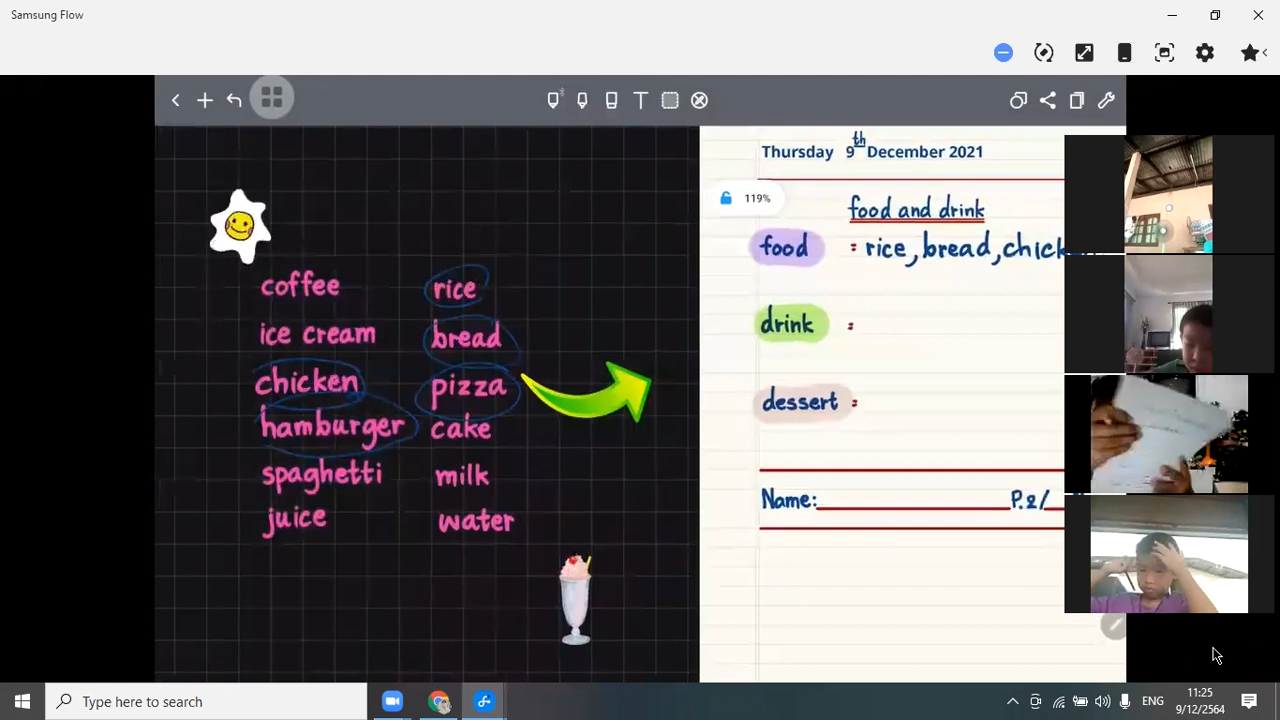 Samsung Flow
Thursday 9th December 2021
119%
food and drink
food : rice, bread, chick
drink :
dessert :
Name: P.2/
coffee rice
ice cream bread
chicken pizza
hamburger cake
spaghetti milk
juice water
Type here to search
ENG
11:25
9/12/2564